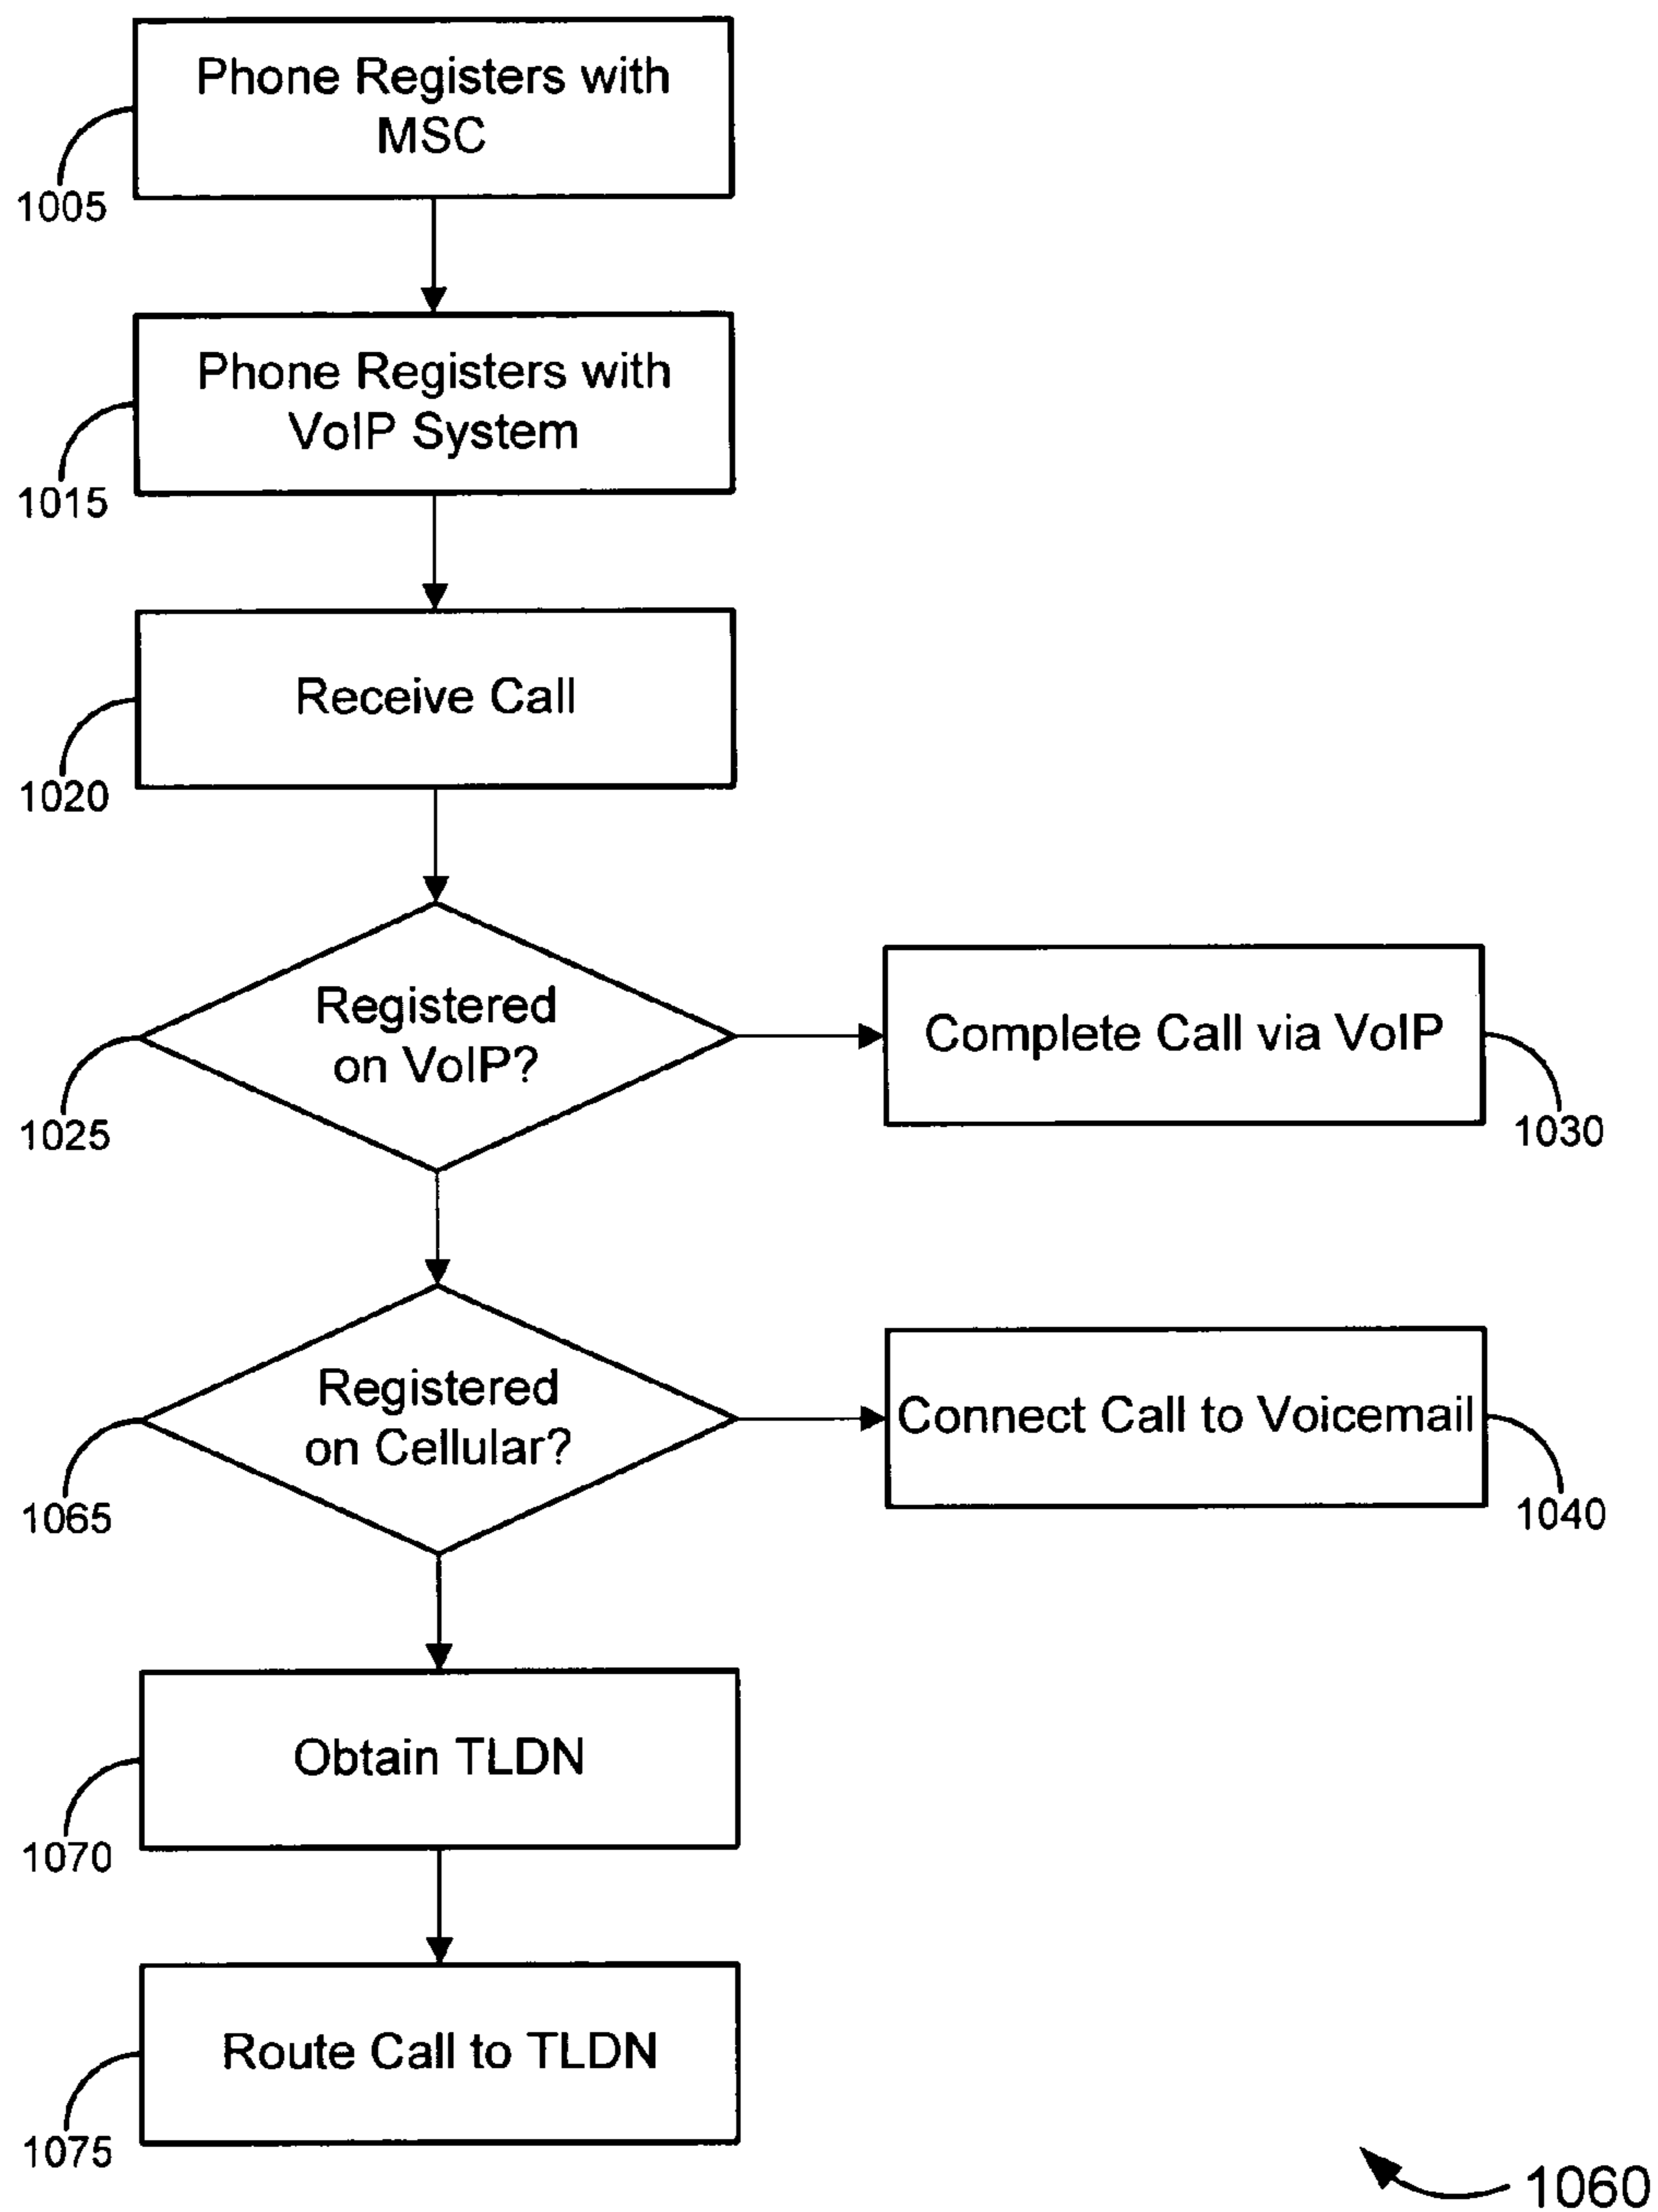 Phone Registers with
MSC
1005
Phone Registers with
VoIP System
1015
Receive Call
1020
Registered
on VoIP?
1025
Complete Call via VoIP
1030
Registered
on Cellular?
1065
Connect Call to Voicemail
1040
Obtain TLDN
1070
Route Call to TLDN
1075
1060